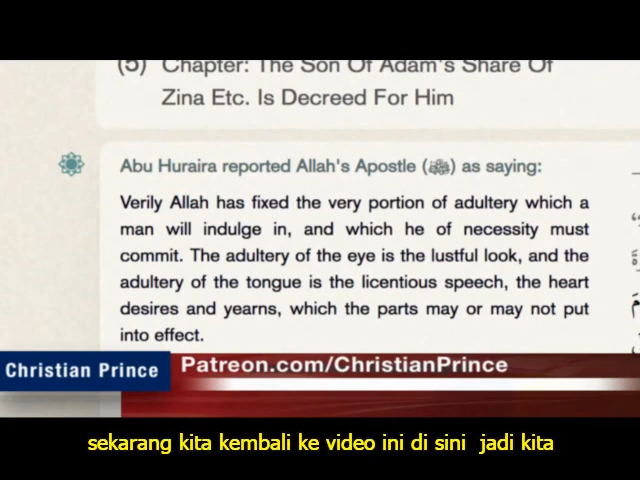 (5) Chapter: The Son Of Adam's Share Of
Zina Etc. Is Decreed For Him
Abu Huraira reported Allah's Apostle (ﷺ) as saying:
Verily Allah has fixed the very portion of adultery which a
man will indulge in, and which he of necessity must
commit. The adultery of the eye is the lustful look, and the
adultery of the tongue is the licentious speech, the heart
desires and yearns, which the parts may or may not put
into effect.
Christian Prince
Patreon.com/ChristianPrince
sekarang kita kembali ke video ini di sini jadi kita